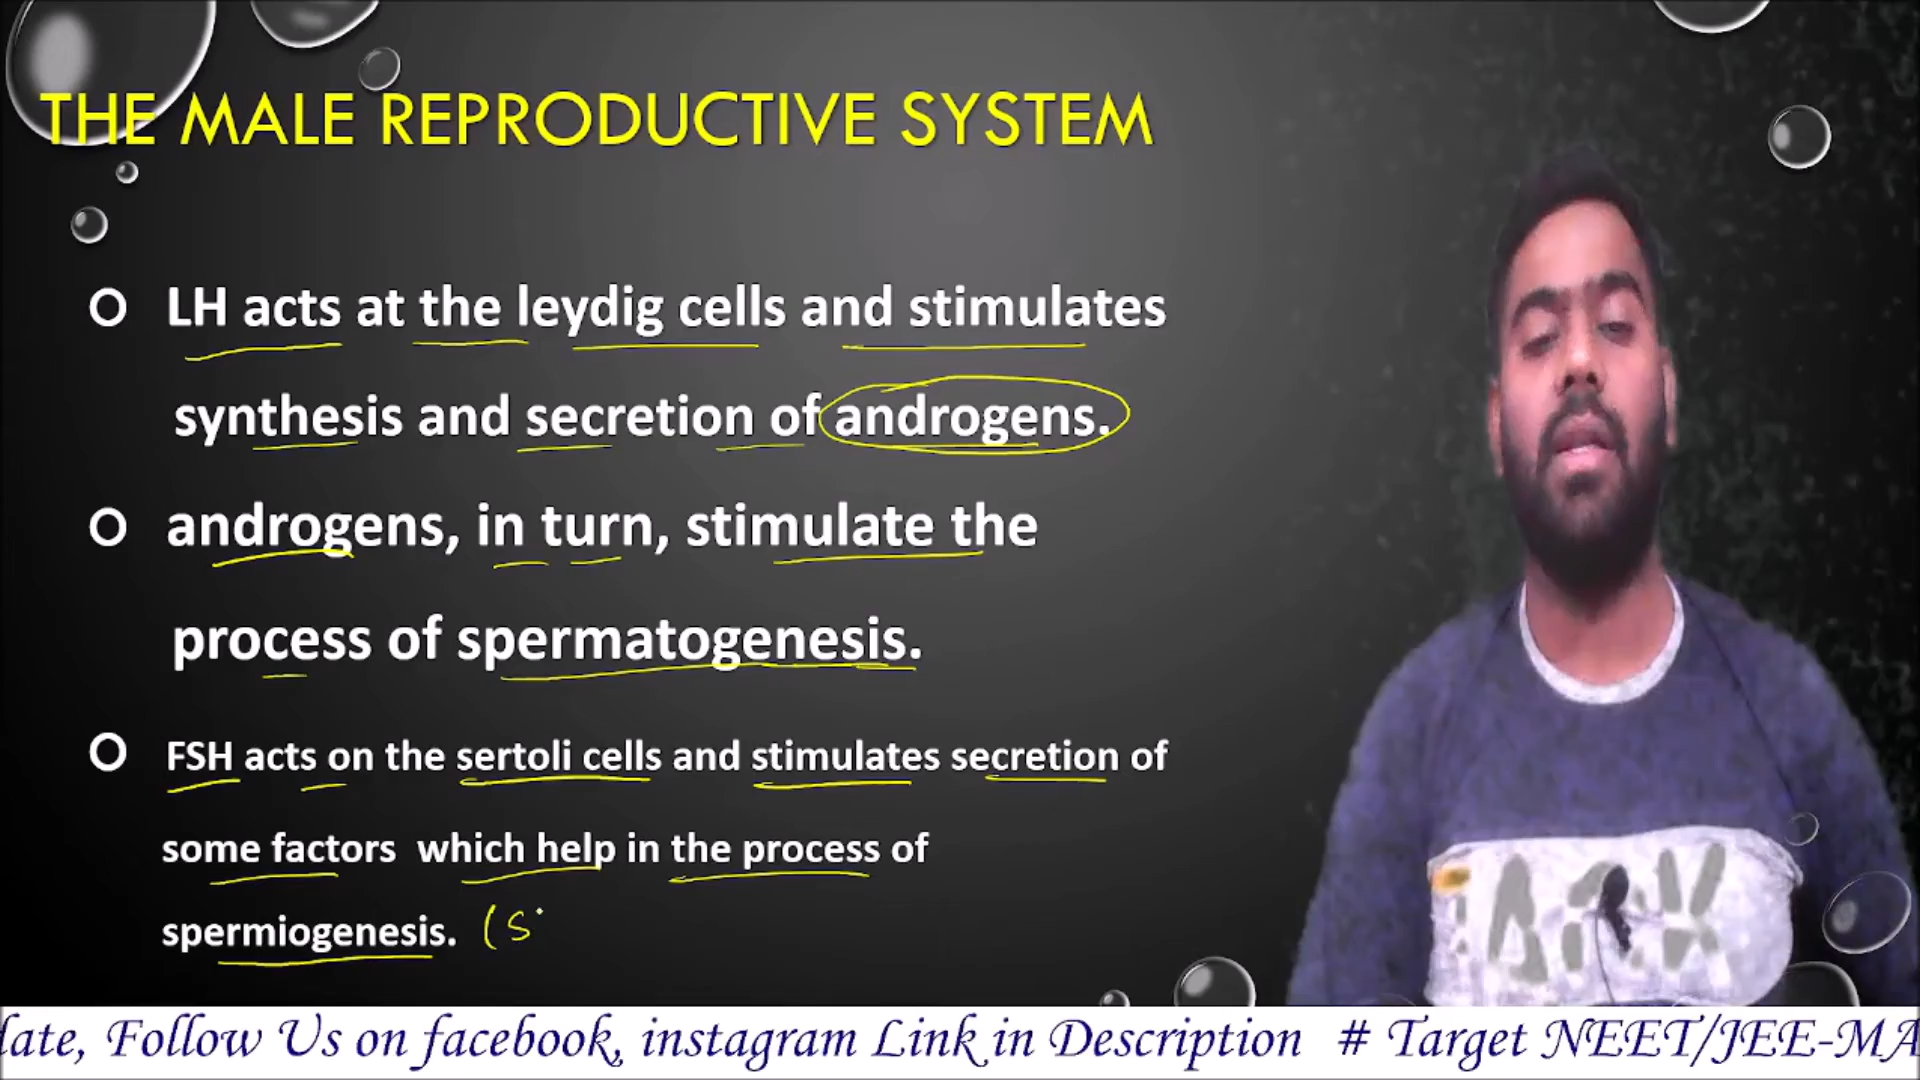 THE MALE REPRODUCTIVE SYSTEM
LH acts at the leydig cells and stimulates
synthesis and secretion of androgens.
androgens, in turn, stimulate the
process of spermatogenesis.
FSH acts on the sertoli cells and stimulates secretion of
some factors which help in the process of
spermiogenesis. (S
late, Follow Us on facebook, instagram Link in Description # Target NEET/JEE-MA